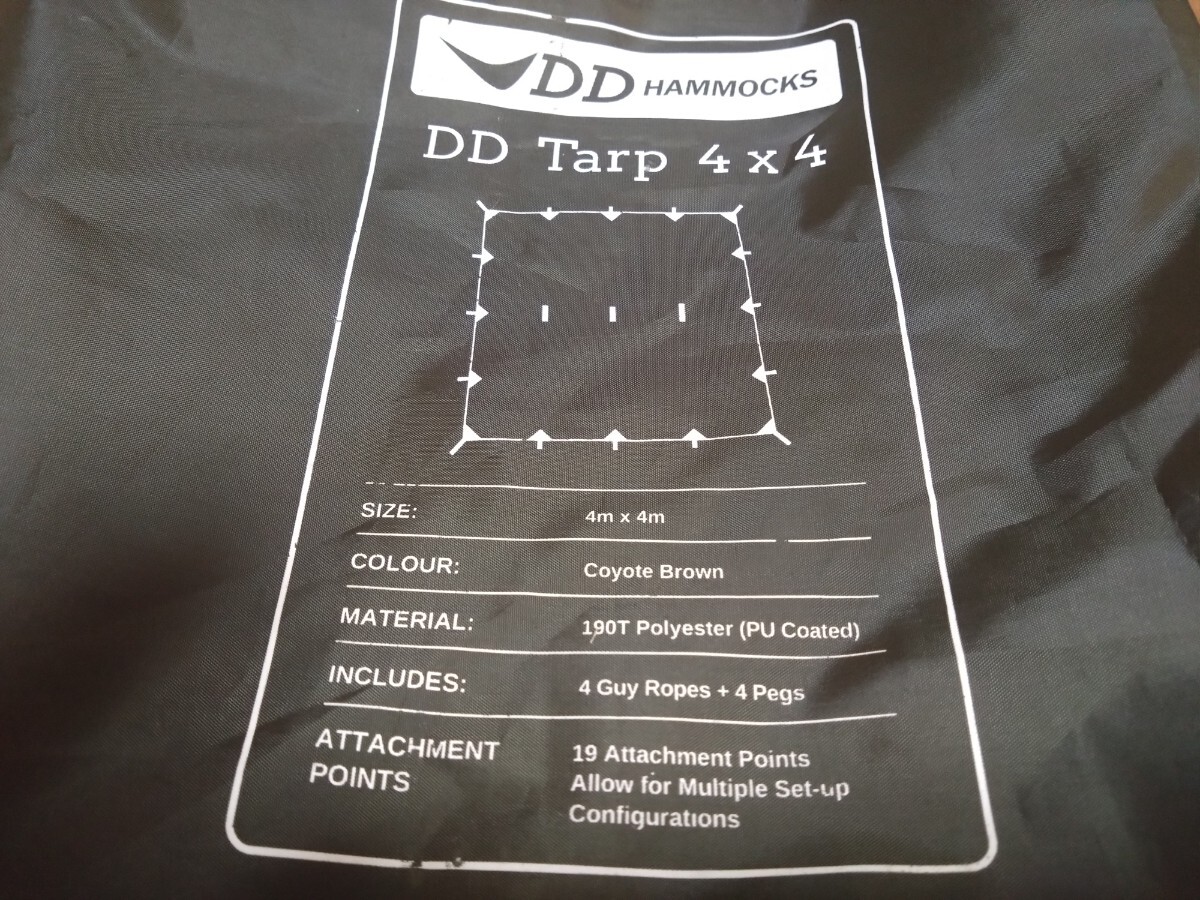 DD HAMMOCKS
DD Tarp 4 x 4
SIZE: 4m x 4m
COLOUR: Coyote Brown
MATERIAL: 190T Polyester (PU Coated)
INCLUDES: 4 Guy Ropes + 4 Pegs
ATTACHMENT POINTS
19 Attachment Points
Allow for Multiple Set-up
Configurations